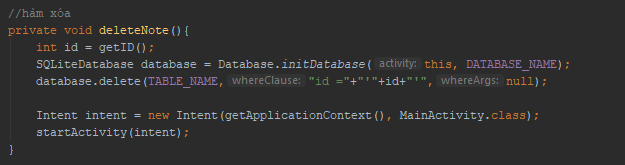 //hàm xóa
private void deleteNote(){
int id = getID();
SQLiteDatabase database = Database.initDatabase( activity: this, DATABASE_NAME);
database.delete(TABLE_NAME, whereClause: "id ="+"'"+id+"'", whereArgs: null);
Intent intent = new Intent(getApplicationContext(), MainActivity.class);
startActivity(intent);
}